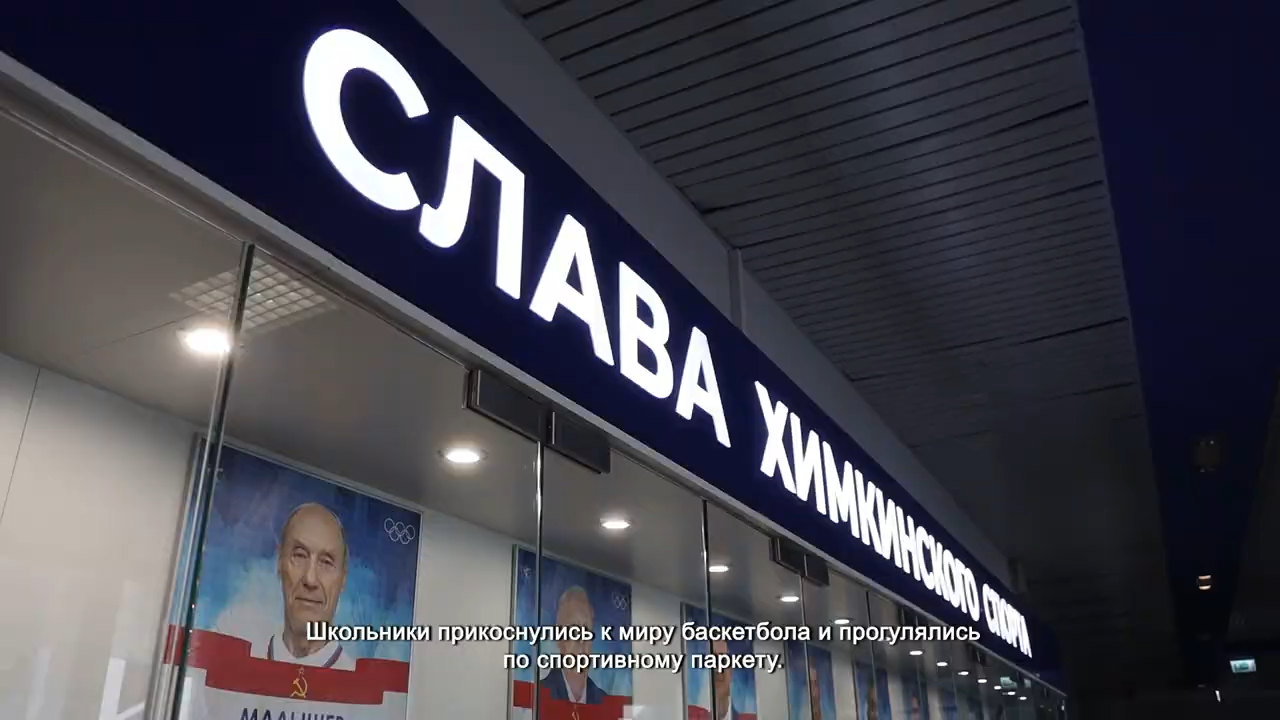 СЛАВА ХИМКИНСКОГО СПОРТА
Школьники прикоснулись к миру баскетбола и прогулялись
по спортивному паркету.